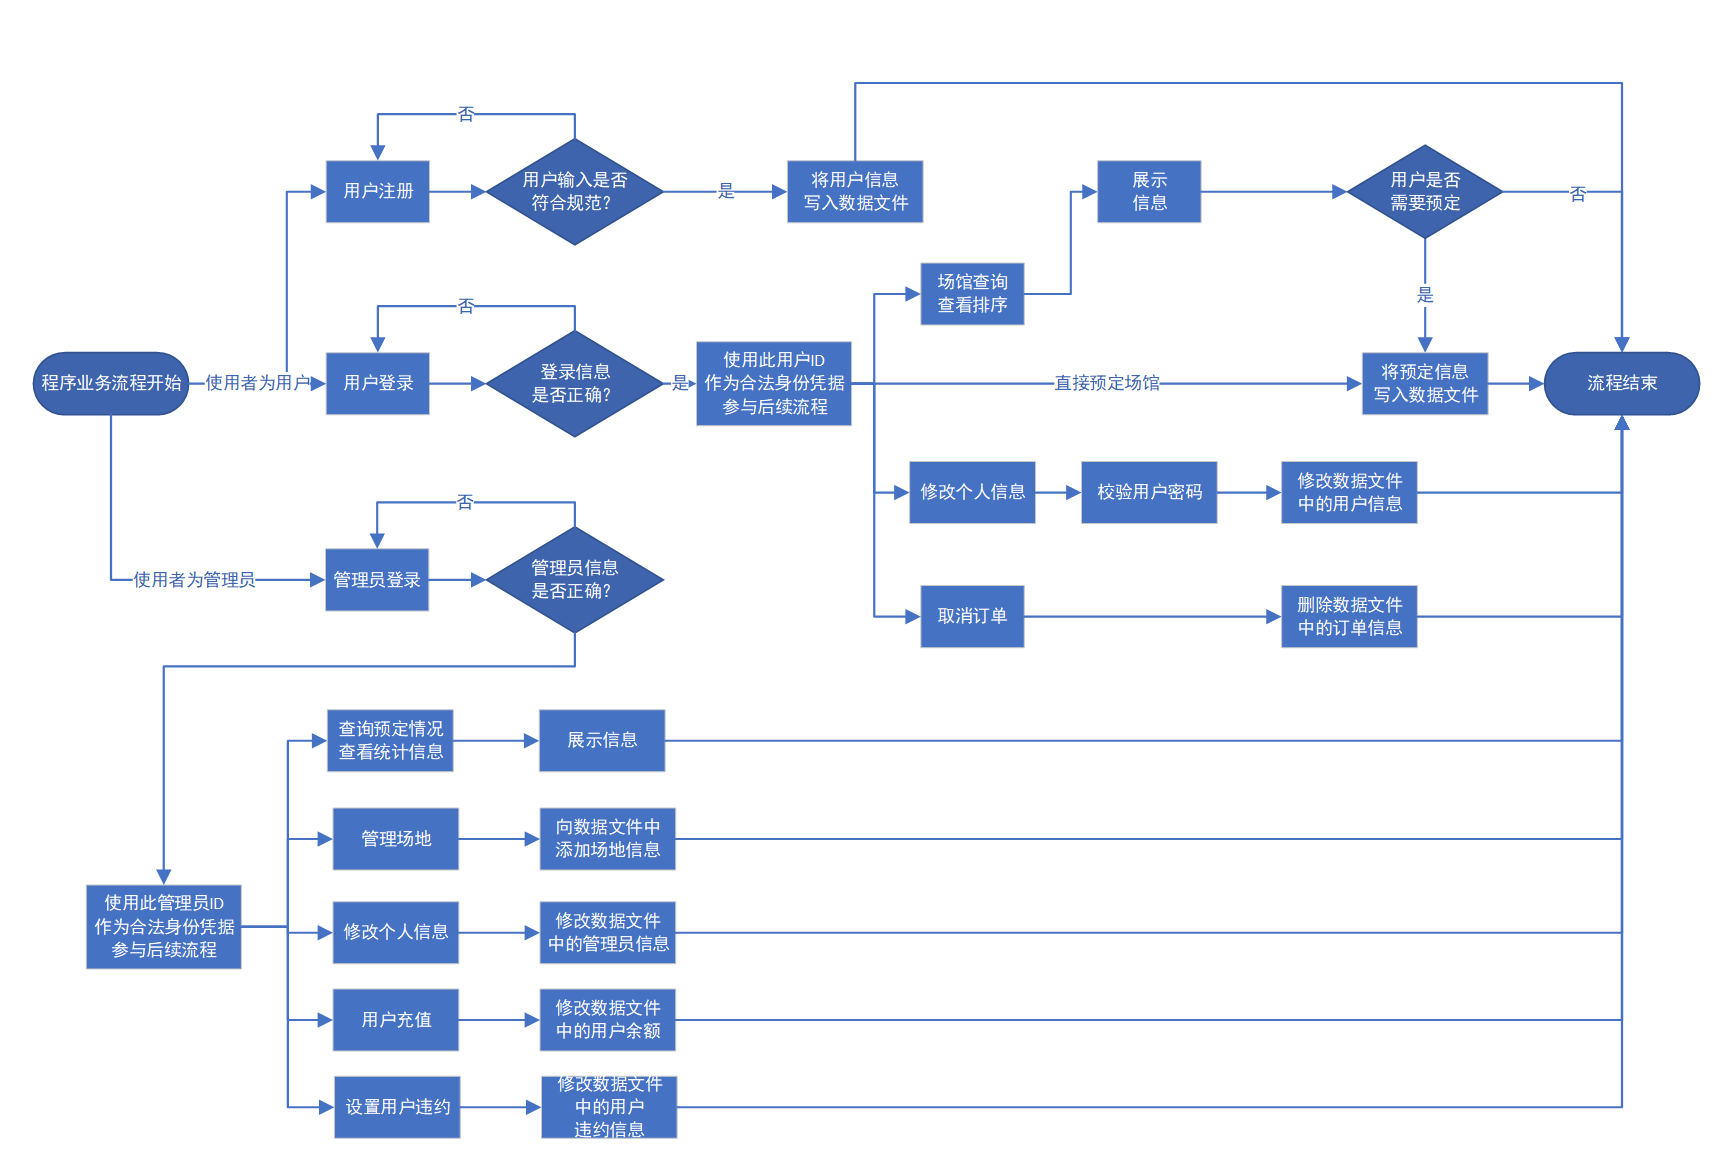 否
用户注册
用户输入是否
符合规范?
是
将用户信息
写入数据文件
展示
信息
用户是否
需要预定
否
场馆查询
查看排序
是
否
程序业务流程开始
使用者为用户
用户登录
登录信息
是否正确?
是
使用此用户ID
作为合法身份凭据
参与后续流程
直接预定场馆
将预定信息
写入数据文件
流程结束
修改个人信息
校验用户密码
修改数据文件
中的用户信息
否
使用者为管理员
管理员登录
管理员信息
是否正确?
取消订单
删除数据文件
中的订单信息
查询预定情况
查看统计信息
展示信息
管理场地
向数据文件中
添加场地信息
使用此管理员ID
作为合法身份凭据
参与后续流程
修改个人信息
修改数据文件
中的管理员信息
用户充值
修改数据文件
中的用户余额
设置用户违约
修改数据文件
中的用户
违约信息